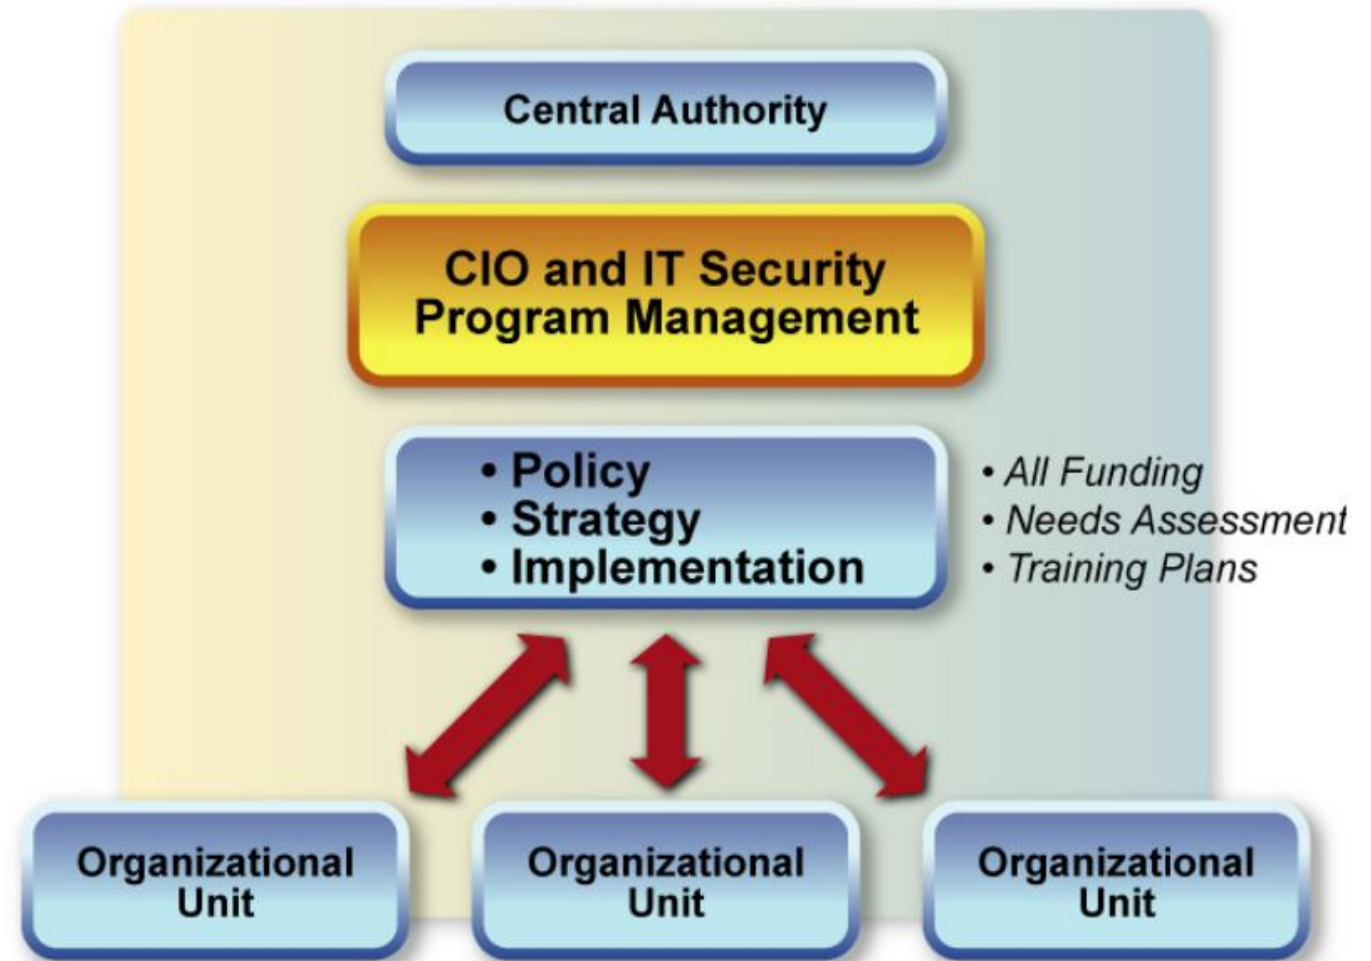 Central Authority
CIO and IT Security
Program Management
• Policy
• Strategy
• Implementation
• All Funding
• Needs Assessment
• Training Plans
Organizational
Unit
Organizational
Unit
Organizational
Unit